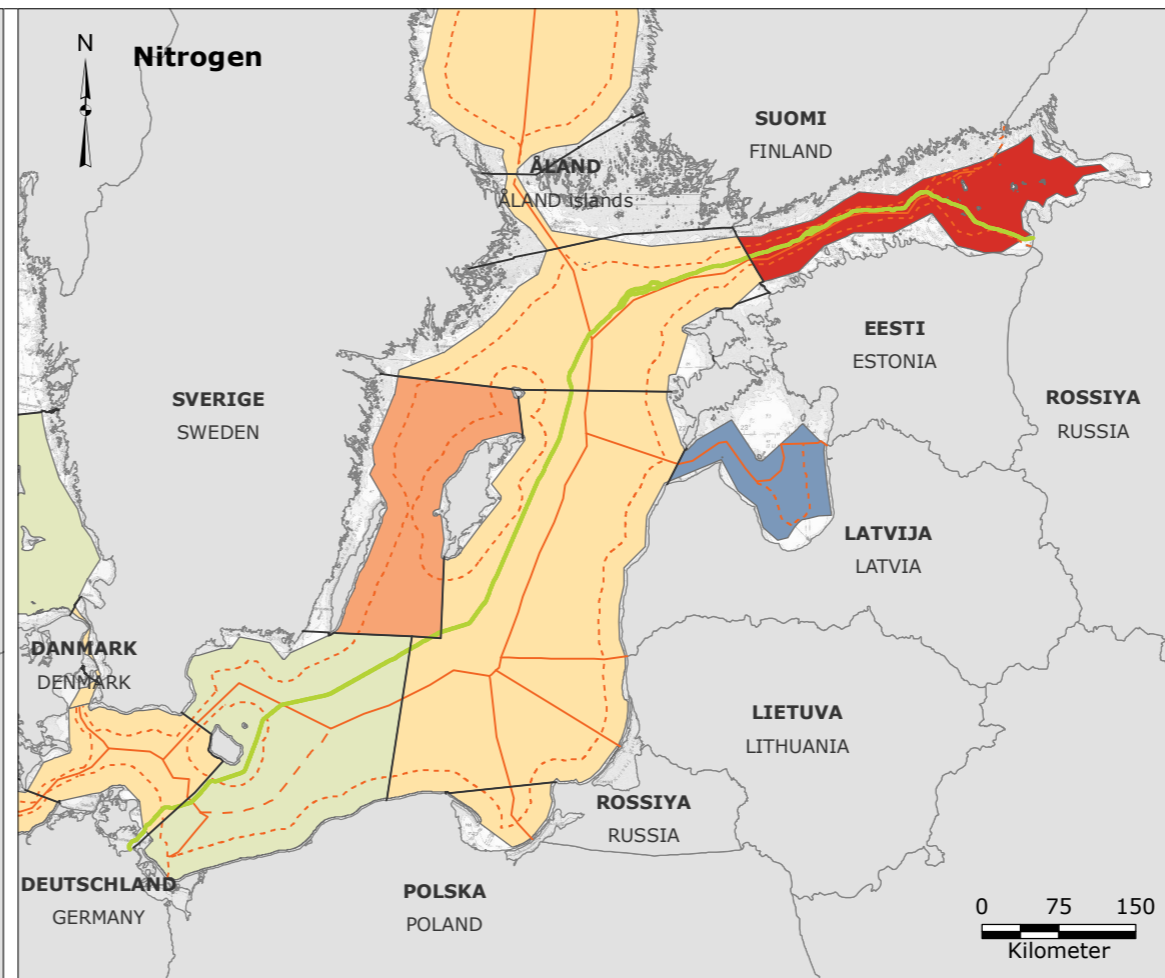 N
Nitrogen
SUOMI
FINLAND
ÅLAND
ÅLAND islands
EESTI
ESTONIA
SVERIGE
SWEDEN
ROSSIYA
RUSSIA
LATVIJA
LATVIA
DANMARK
DENMARK
LIETUVA
LITHUANIA
ROSSIYA
RUSSIA
DEUTSCHLAND
GERMANY
POLSKA
POLAND
0 75 150
Kilometer